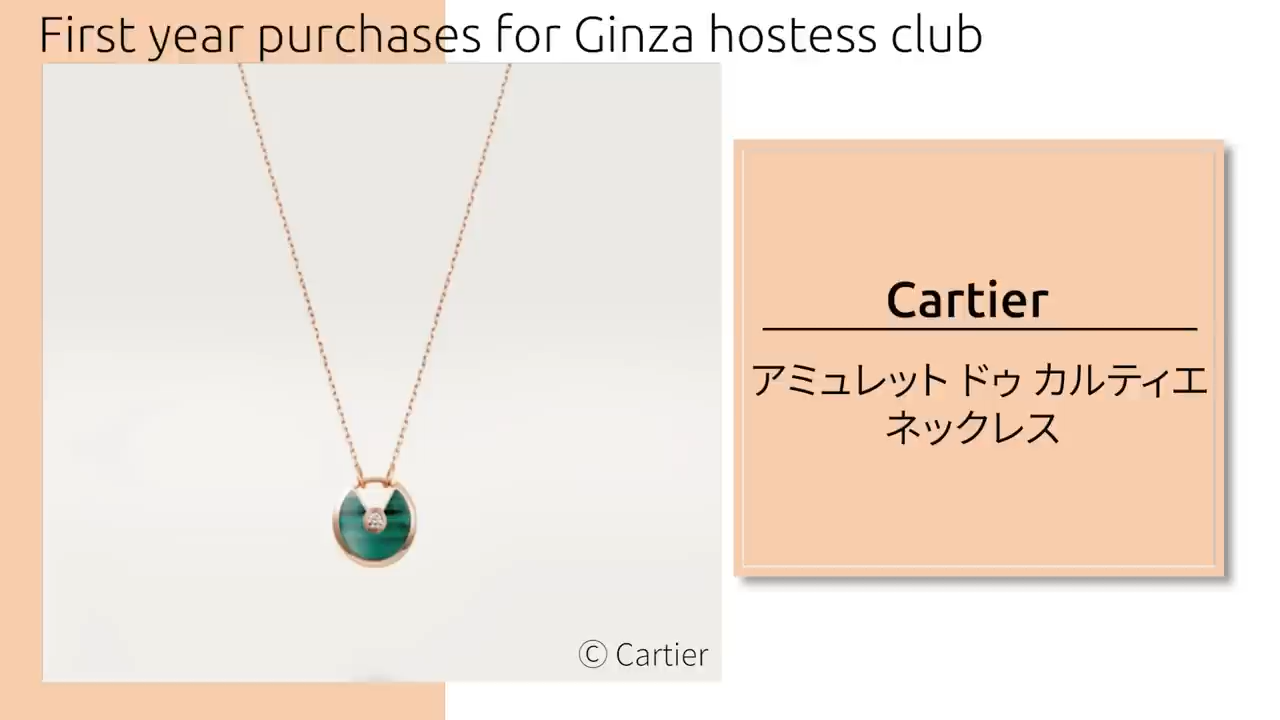 First year purchases for Ginza hostess club
Cartier
アミュレット ドゥ カルティエ
ネックレス
Ⓒ Cartier